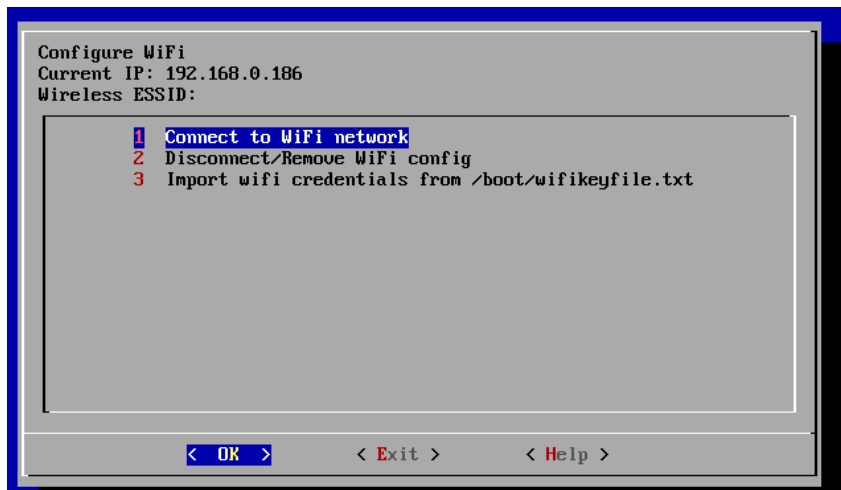 Configure WiFi
Current IP: 192.168.0.186
Wireless ESSID:
1 Connect to WiFi network
2 Disconnect/Remove WiFi config
3 Import wifi credentials from /boot/wifikeyfile.txt
< OK > < Exit > < Help >